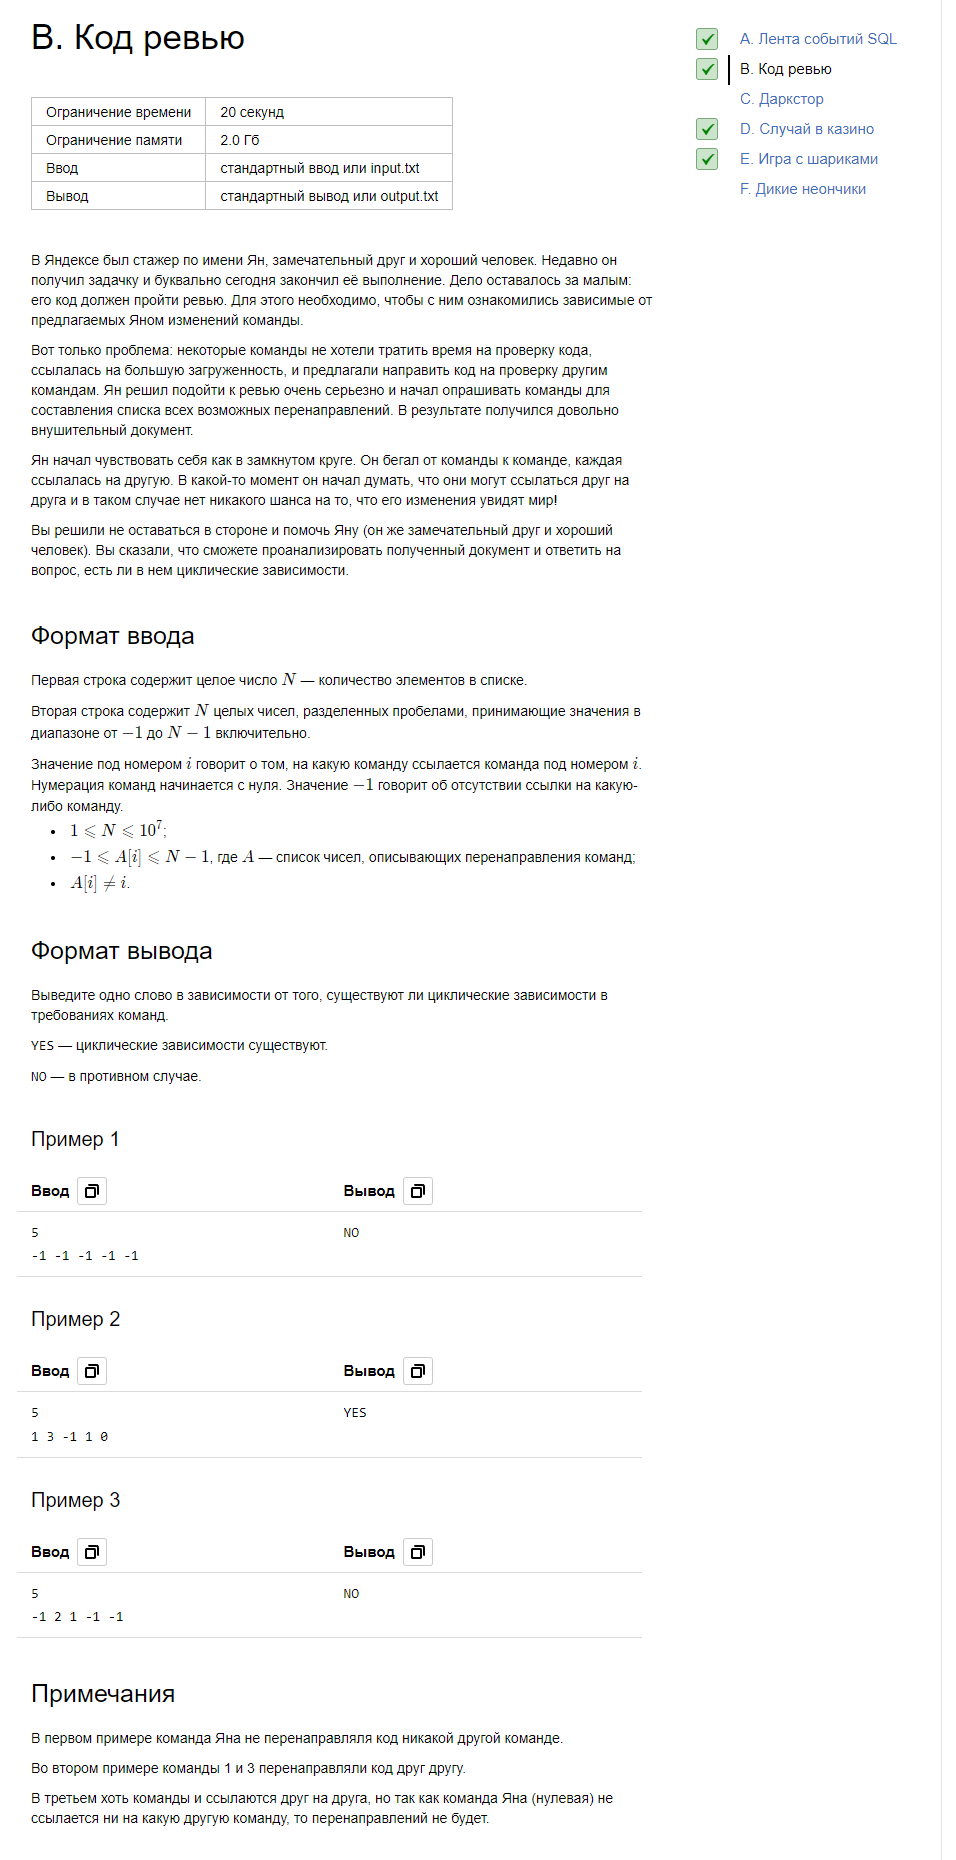 B. Код ревью
Ограничение времени 20 секунд
Ограничение памяти 2.0 Гб
Ввод стандартный ввод или input.txt
Вывод стандартный вывод или output.txt
A. Лента событий SQL
B. Код ревью
C. Даркстор
D. Случай в казино
E. Игра с шариками
F. Дикие неончики
В Яндексе был стажер по имени Ян, замечательный друг и хороший человек. Недавно он
получил задачку и буквально сегодня закончил её выполнение. Дело оставалось за малым:
его код должен пройти ревью. Для этого необходимо, чтобы с ним ознакомились зависимые от
предлагаемых Яном изменений команды.
Вот только проблема: некоторые команды не хотели тратить время на проверку кода,
ссылалась на большую загруженность, и предлагали направить код на проверку другим
командам. Ян решил подойти к ревью очень серьезно и начал опрашивать команды для
составления списка всех возможных перенаправлений. В результате получился довольно
внушительный документ.
Ян начал чувствовать себя как в замкнутом круге. Он бегал от команды к команде, каждая
ссылалась на другую. В какой-то момент он начал думать, что они могут ссылаться друг на
друга и в таком случае нет никакого шанса на то, что его изменения увидят мир!
Вы решили не оставаться в стороне и помочь Яну (он же замечательный друг и хороший
человек). Вы сказали, что сможете проанализировать полученный документ и ответить на
вопрос, есть ли в нем циклические зависимости.
Формат ввода
Первая строка содержит целое число N — количество элементов в списке.
Вторая строка содержит N целых чисел, разделенных пробелами, принимающие значения в
диапазоне от −1 до N − 1 включительно.
Значение под номером i говорит о том, на какую команду ссылается команда под номером i.
Нумерация команд начинается с нуля. Значение −1 говорит об отсутствии ссылки на какую-
либо команду.
• 1 ⩽ N ⩽ 10^7;
• −1 ⩽ A[i] ⩽ N − 1, где A — список чисел, описывающих перенаправления команд;
• A[i] ≠ i.
Формат вывода
Выведите одно слово в зависимости от того, существуют ли циклические зависимости в
требованиях команд.
YES — циклические зависимости существуют.
NO — в противном случае.
Пример 1
Ввод Вывод
5 NO
-1 -1 -1 -1 -1
Пример 2
Ввод Вывод
5 YES
1 3 -1 1 0
Пример 3
Ввод Вывод
5 NO
-1 2 1 -1 -1
Примечания
В первом примере команда Яна не перенаправляля код никакой другой команде.
Во втором примере команды 1 и 3 перенаправляли код друг другу.
В третьем хоть команды и ссылаются друг на друга, но так как команда Яна (нулевая) не
ссылается ни на какую другую команду, то перенаправлений не будет.